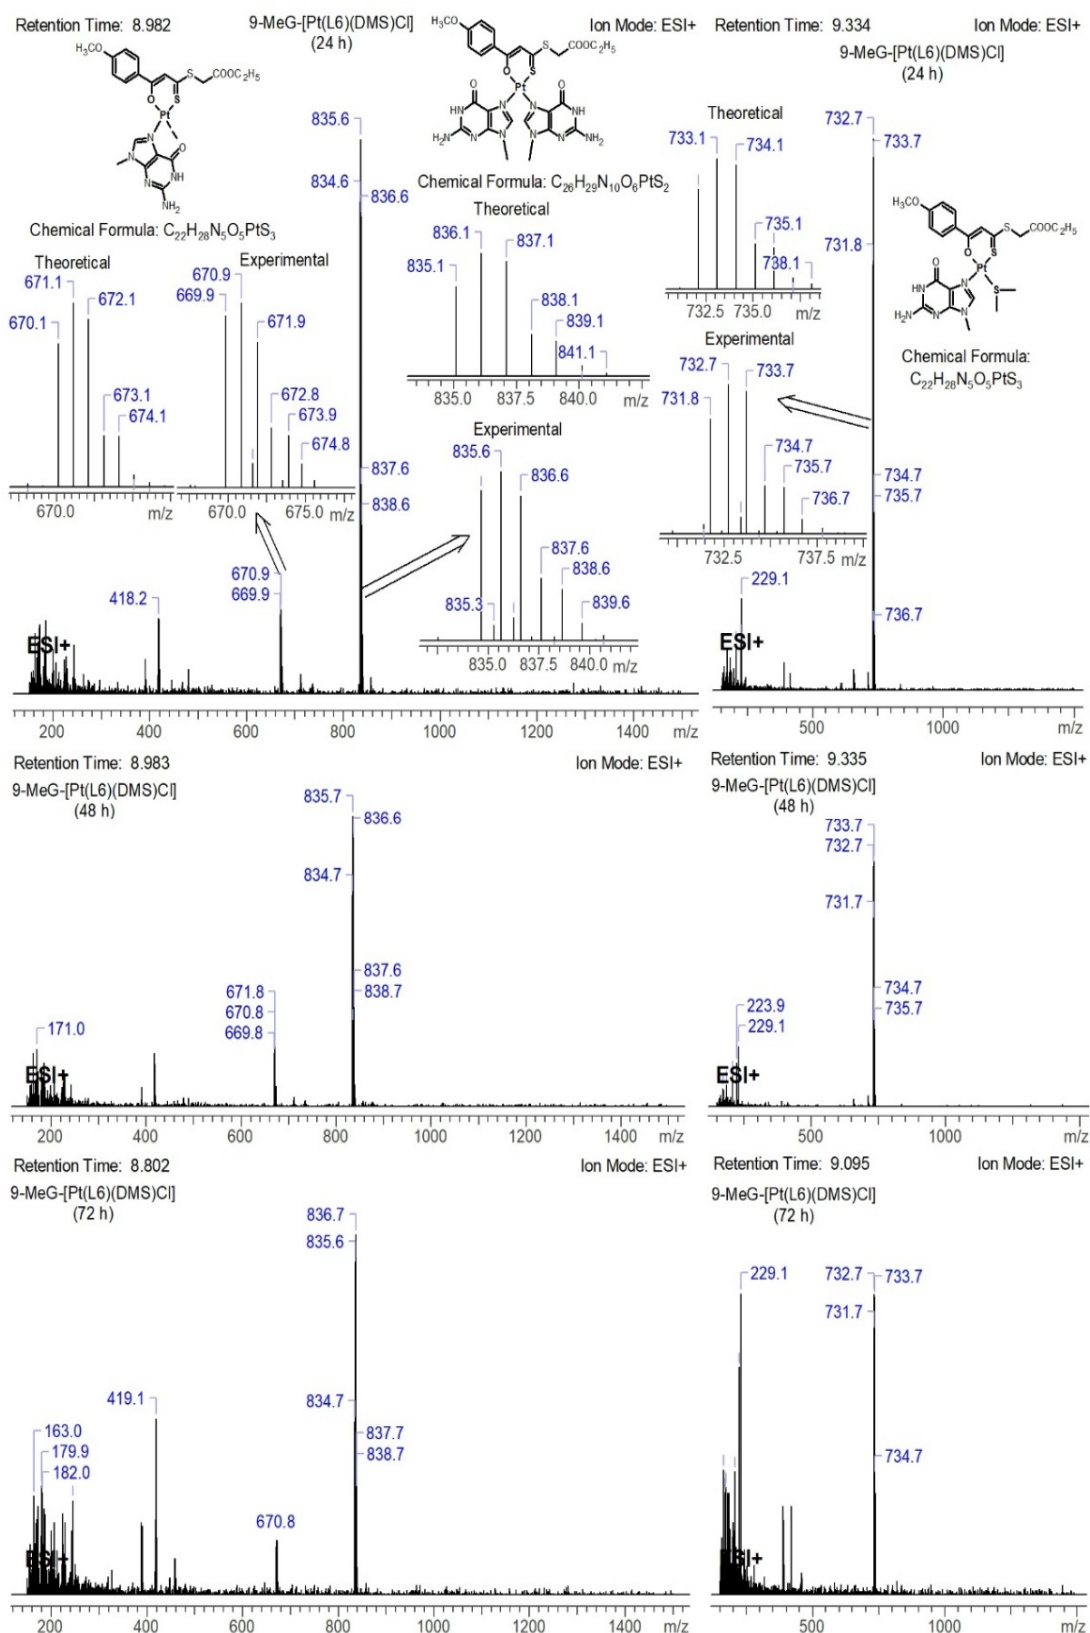 Retention Time: 8.982
9-MeG-[Pt(L6)(DMS)Cl]
(24 h)
Ion Mode: ESI+
H₃CO
S
COOC₂H₅
O
S
Pt
N
O
N
NH
N
NH₂
Chemical Formula: C₂₂H₂₈N₅O₅PtS₃
Theoretical
671.1
672.1
670.1
673.1
674.1
670.0
m/z
Experimental
670.9
669.9
671.9
672.8
673.9
674.8
670.0
675.0
m/z
H₃CO
S
COOC₂H₅
O
S
Pt
O
N
N
O
HN
NH
H₂N
N
N
N
N
NH₂
Chemical Formula: C₂₆H₂₉N₁₀O₆PtS₂
Theoretical
836.1
837.1
835.1
838.1
839.1
841.1
835.0
837.5
840.0
m/z
Experimental
835.6
836.6
837.6
838.6
835.3
839.6
835.0
837.5
840.0
m/z
835.6
834.6
836.6
837.6
838.6
670.9
669.9
418.2
ESI+
200
400
600
800
1000
1200
1400
m/z
Retention Time: 9.334
Ion Mode: ESI+
9-MeG-[Pt(L6)(DMS)Cl]
(24 h)
Theoretical
733.1
734.1
735.1
738.1
732.5
735.0
m/z
Experimental
732.7
733.7
731.8
734.7
735.7
736.7
732.5
737.5
m/z
732.7
733.7
731.8
H₃CO
S
COOC₂H₅
O
S
O
Pt
HN
N
S
H₂N
N
N
Chemical Formula:
C₂₂H₂₈N₅O₅PtS₃
734.7
735.7
229.1
736.7
ESI+
500
1000
m/z
Retention Time: 8.983
Ion Mode: ESI+
9-MeG-[Pt(L6)(DMS)Cl]
(48 h)
835.7
836.6
834.7
837.6
838.7
671.8
670.8
669.8
171.0
ESI+
200
400
600
800
1000
1200
1400
m/z
Retention Time: 9.335
Ion Mode: ESI+
9-MeG-[Pt(L6)(DMS)Cl]
(48 h)
733.7
732.7
731.7
734.7
735.7
223.9
229.1
ESI+
500
1000
m/z
Retention Time: 8.802
Ion Mode: ESI+
9-MeG-[Pt(L6)(DMS)Cl]
(72 h)
836.7
835.6
834.7
419.1
837.7
838.7
163.0
179.9
182.0
670.8
ESI+
200
400
600
800
1000
1200
1400
m/z
Retention Time: 9.095
Ion Mode: ESI+
9-MeG-[Pt(L6)(DMS)Cl]
(72 h)
229.1
732.7
733.7
731.7
734.7
ESI+
500
1000
m/z